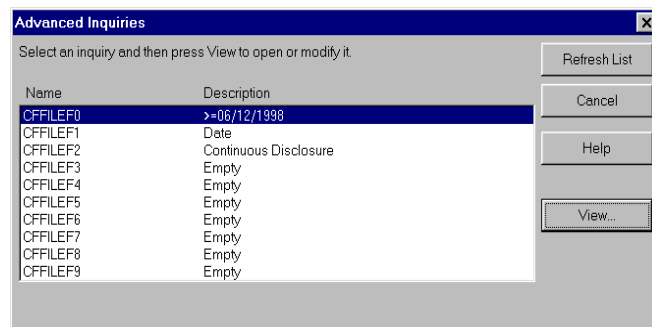 Advanced Inquiries
Select an inquiry and then press View to open or modify it.
Refresh List
Name Description
Cancel
CFFILEF0 >=06/12/1998
CFFILEF1 Date
CFFILEF2 Continuous Disclosure
Help
CFFILEF3 Empty
CFFILEF4 Empty
CFFILEF5 Empty
CFFILEF6 Empty
View...
CFFILEF7 Empty
CFFILEF8 Empty
CFFILEF9 Empty